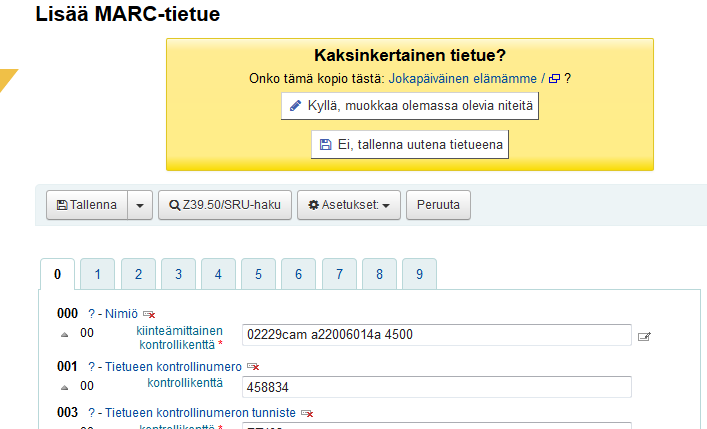 Lisää MARC-tietue
Kaksinkertainen tietue?
Onko tämä kopio tästä: Jokapäiväinen elämämme / ?
Kyllä, muokkaa olemassa olevia niteitä
Ei, tallenna uutena tietueena
Tallenna Z39.50/SRU-haku Asetukset: Peruuta
0 1 2 3 4 5 6 7 8 9
000 ? - Nimiö
00 kiinteämittainen kontrollikenttä * 02229cam a22006014a 4500
001 ? - Tietueen kontrollinumero
00 kontrollikenttä 458834
003 ? - Tietueen kontrollinumeron tunniste
00 kontrollikenttä *